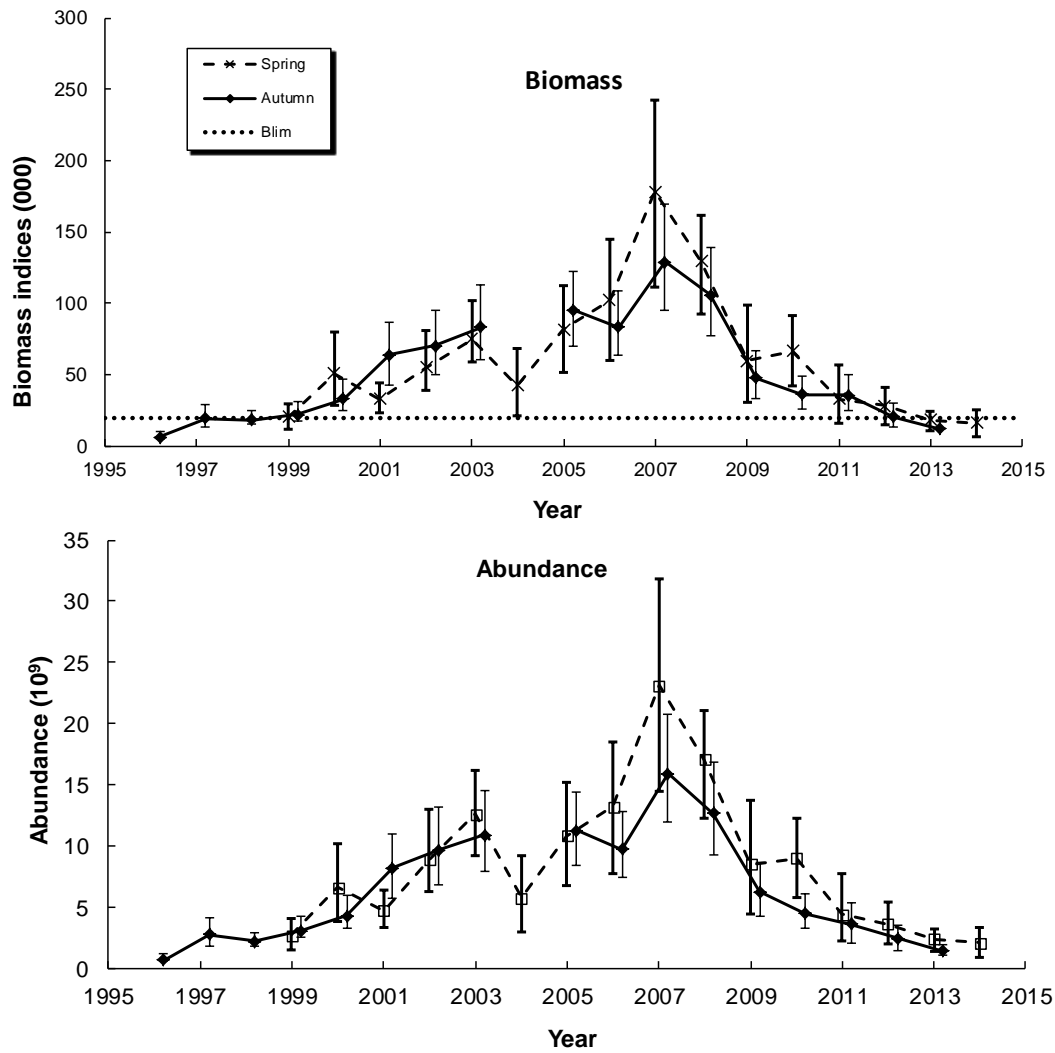 300
250
200
150
100
50
0
Biomass indices (000)
Spring
Autumn
Blim
Biomass
1995 1997 1999 2001 2003 2005 2007 2009 2011 2013 2015
Year
35
30
25
20
15
10
5
0
Abundance (10⁹)
Abundance
1995 1997 1999 2001 2003 2005 2007 2009 2011 2013 2015
Year